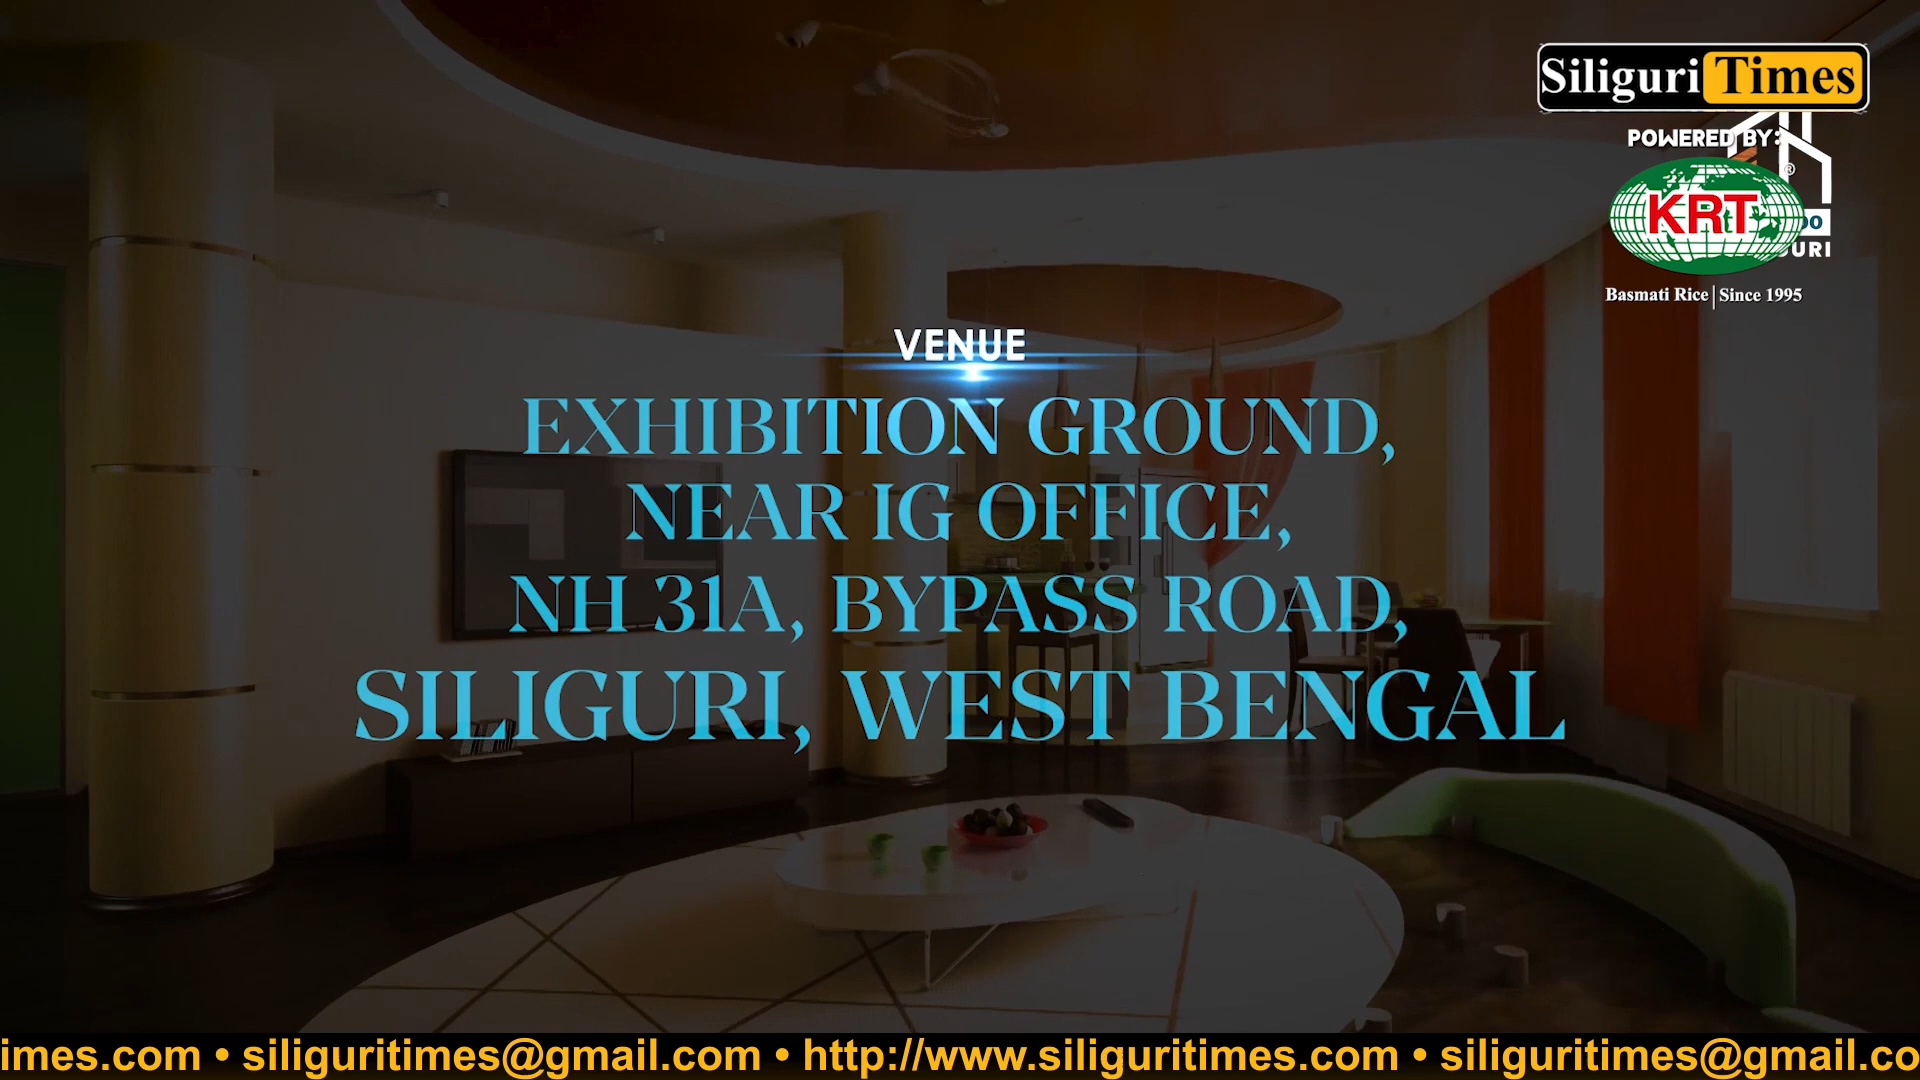 Siliguri Times
POWERED BY:
®
KRT
Basmati Rice | Since 1995
VENUE
EXHIBITION GROUND,
NEAR IG OFFICE,
NH 31A, BYPASS ROAD,
SILIGURI, WEST BENGAL
imes.com • siliguritimes@gmail.com • http://www.siliguritimes.com • siliguritimes@gmail.co